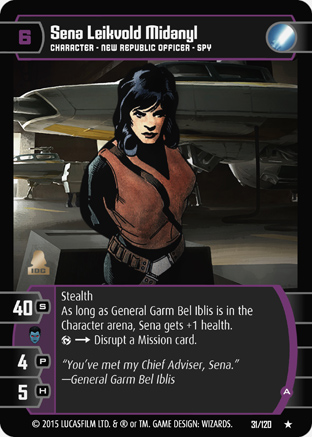 6
Sena Leikvold Midanyl
CHARACTER - NEW REPUBLIC OFFICER - SPY
IDC
40 S
4 P
5 H
Stealth
As long as General Garm Bel Iblis is in the
Character arena, Sena gets +1 health.
→ Disrupt a Mission card.
"You've met my Chief Adviser, Sena."
—General Garm Bel Iblis
A
© 2015 LUCASFILM LTD. & ® or TM. GAME DESIGN: WIZARDS.
31/120